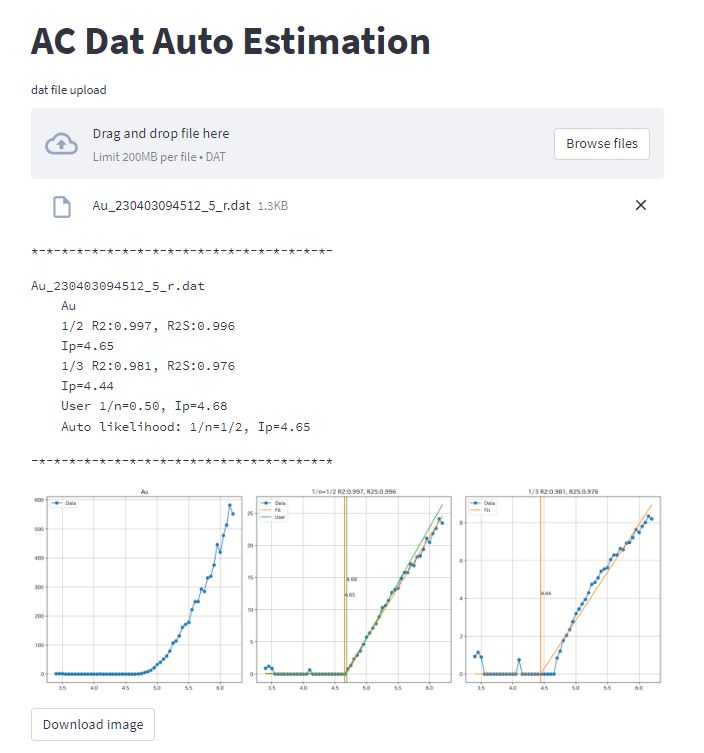 AC Dat Auto Estimation
dat file upload
Drag and drop file here
Limit 200MB per file • DAT
Browse files
Au_230403094512_5_r.dat 1.3KB
*-*-*-*-*-*-*-*-*-*-*-*-*-*-*-*-*-*-*-*-
Au_230403094512_5_r.dat
Au
1/2 R2:0.997, R2S:0.996
Ip=4.65
1/3 R2:0.981, R2S:0.976
Ip=4.44
User 1/n=0.50, Ip=4.68
Auto likelihood: 1/n=1/2, Ip=4.65
-*-*-*-*-*-*-*-*-*-*-*-*-*-*-*-*-*-*-*-*
Au
Data
600
500
400
300
200
100
0
3.5 4.0 4.5 5.0 5.5 6.0
1/n=1/2 R2:0.997, R2S:0.996
Data
Fit
User
25
20
15
10
5
0
4.68
4.65
3.5 4.0 4.5 5.0 5.5 6.0
1/3 R2:0.981, R2S:0.976
Data
Fit
8
6
4
2
0
4.44
3.5 4.0 4.5 5.0 5.5 6.0
Download image